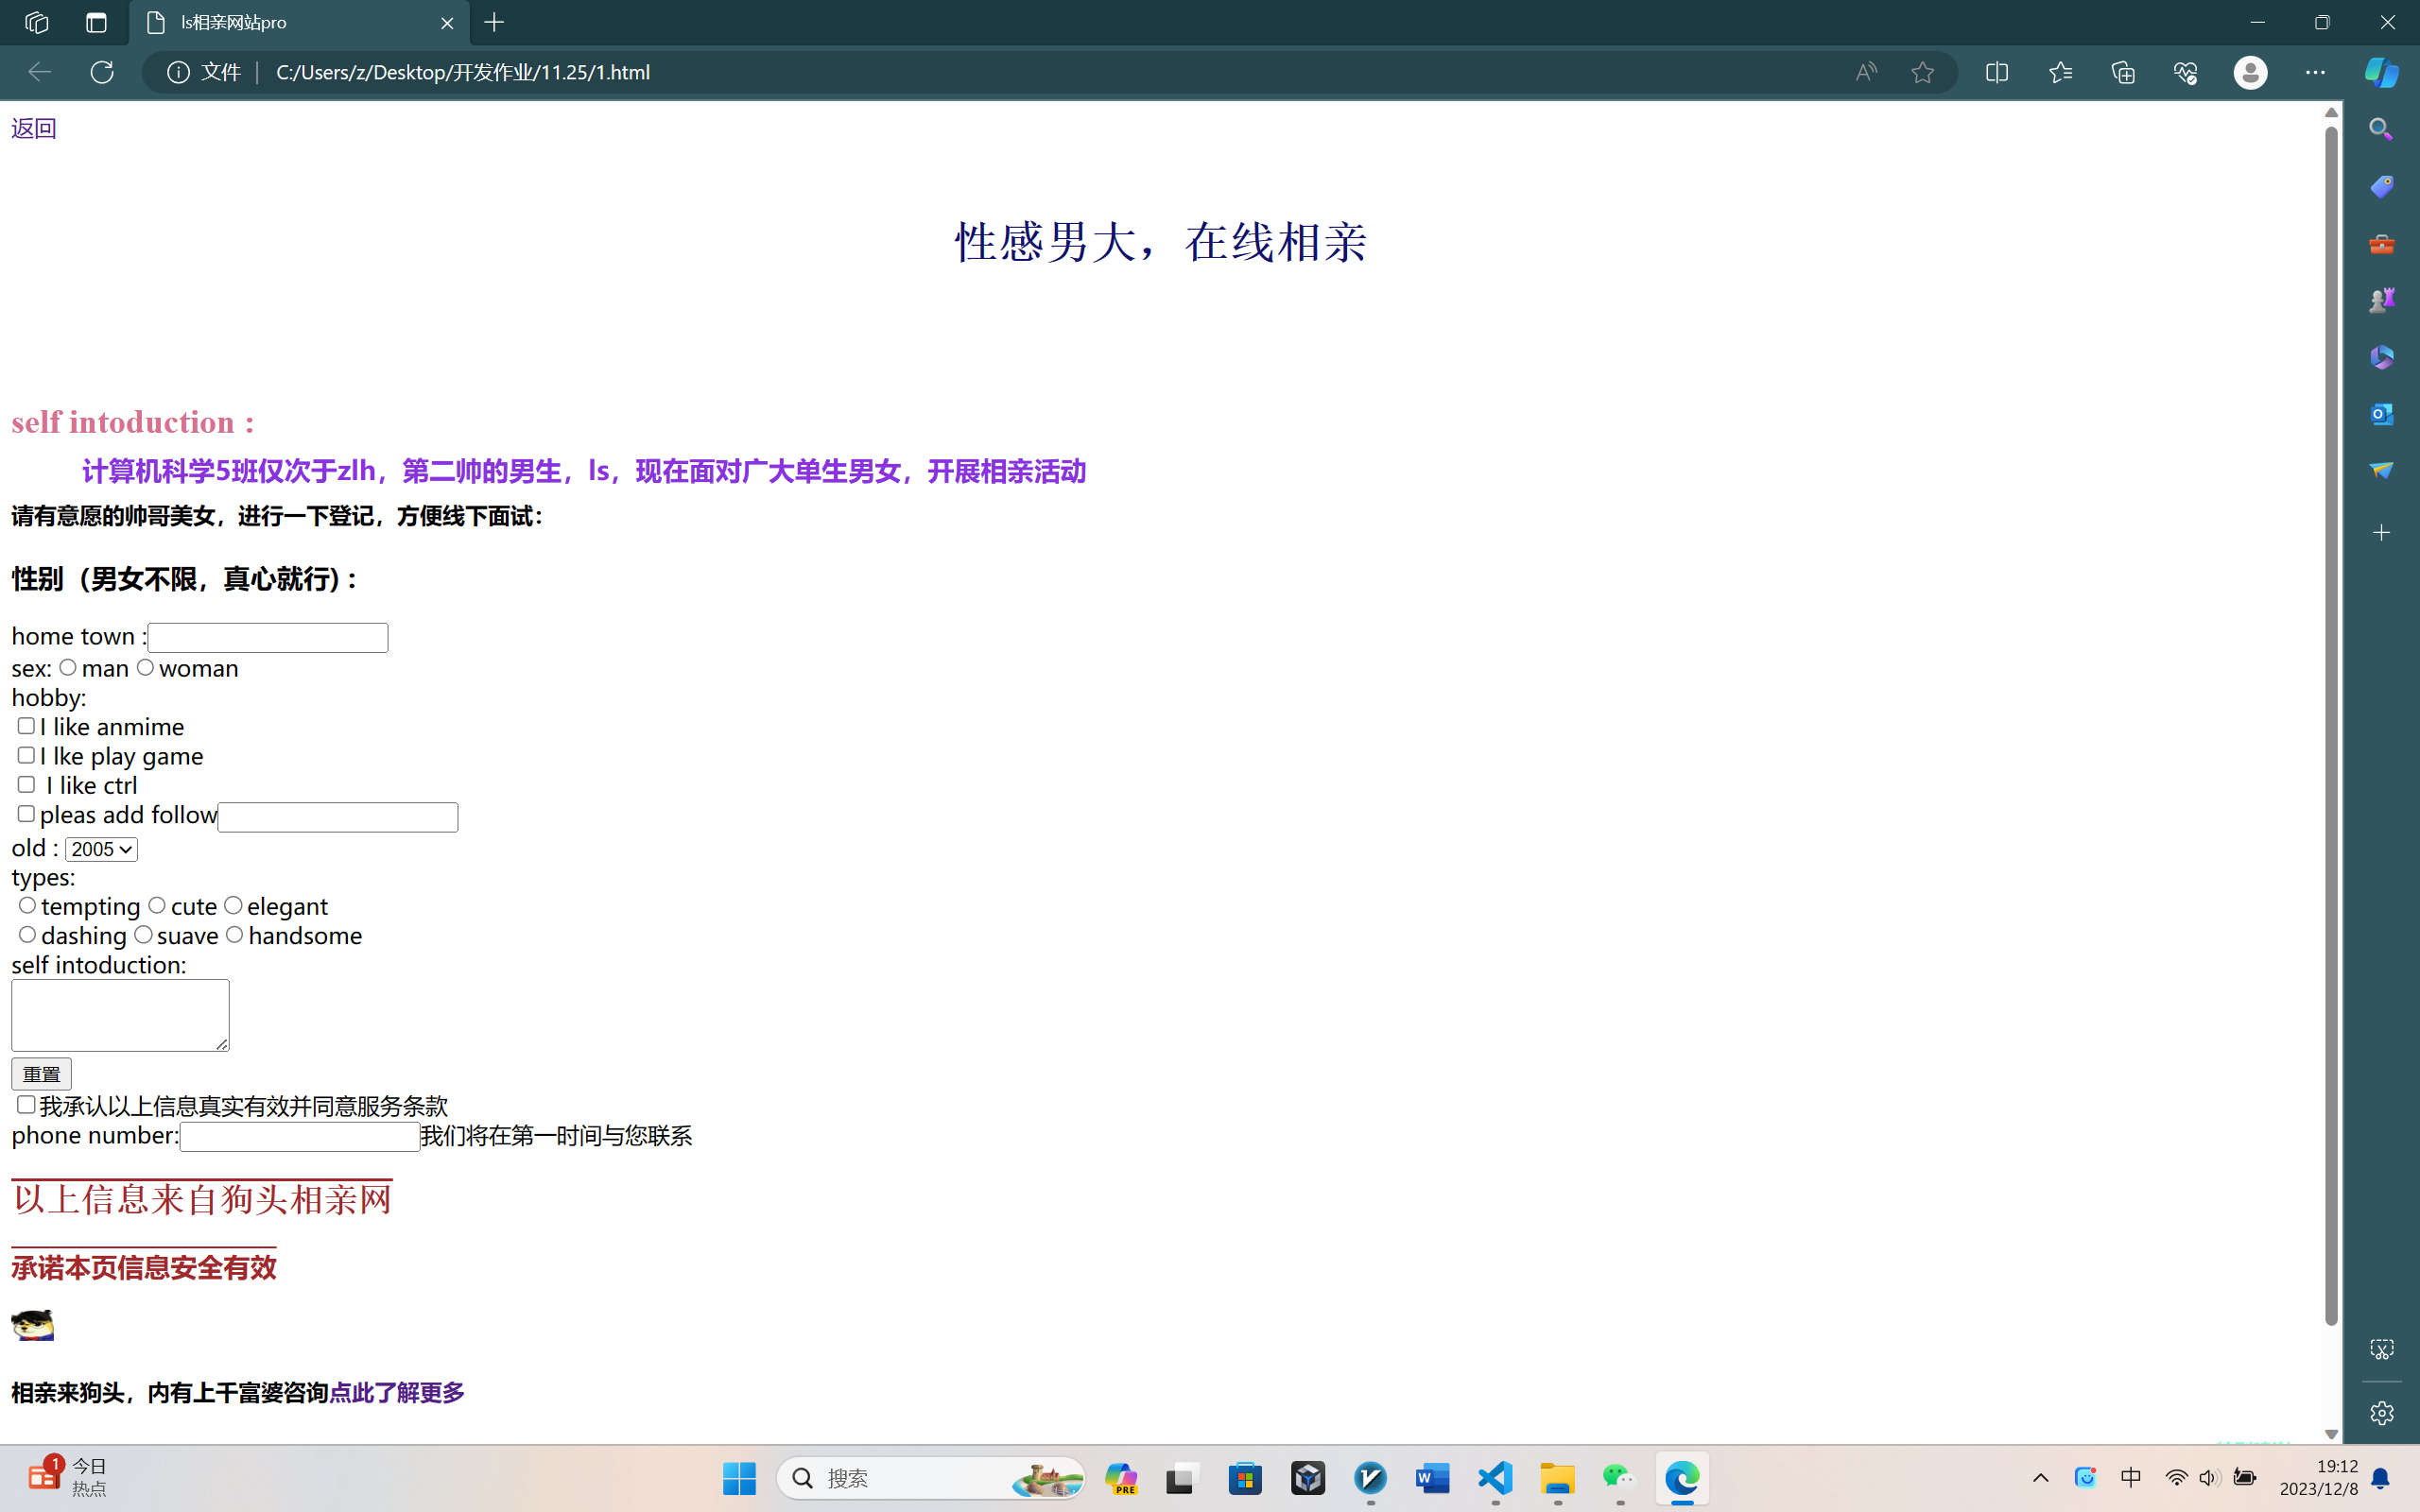 ls相亲网站pro
文件 C:/Users/z/Desktop/开发作业/11.25/1.html
返回
性感男大，在线相亲
self intoduction :
计算机科学5班仅次于zlh，第二帅的男生，ls，现在面对广大单生男女，开展相亲活动
请有意愿的帅哥美女，进行一下登记，方便线下面试：
性别（男女不限，真心就行)：
home town :
sex: man woman
hobby:
I like anmime
I lke play game
I like ctrl
pleas add follow
old : 2005
types:
tempting cute elegant
dashing suave handsome
self intoduction:
重置
我承认以上信息真实有效并同意服务条款
phone number: 我们将在第一时间与您联系
以上信息来自狗头相亲网
承诺本页信息安全有效
相亲来狗头，内有上千富婆咨询点此了解更多
1 今日
热点
搜索
PRE
中
19:12
2023/12/8